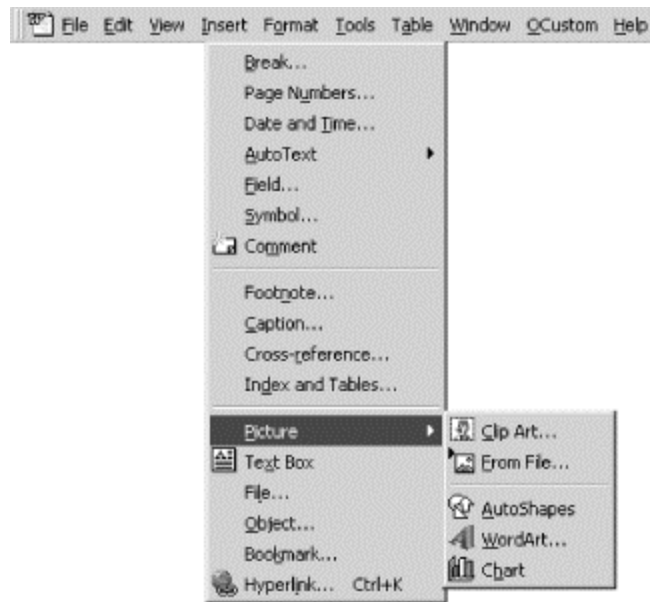 File Edit View Insert Format Tools Table Window OCustom Help
Break...
Page Numbers...
Date and Time...
AutoText
Field...
Symbol...
Comment
Footnote...
Caption...
Cross-reference...
Index and Tables...
Picture
Clip Art...
Text Box
From File...
File...
Object...
AutoShapes
Bookmark...
WordArt...
Hyperlink... Ctrl+K
Chart